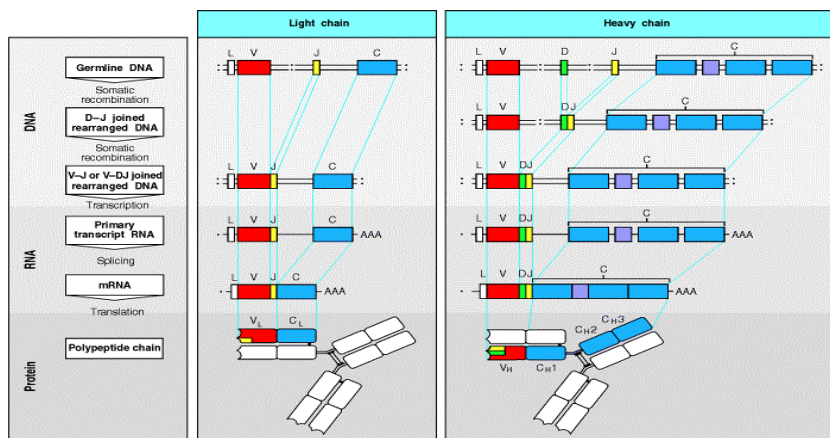 Light chain
Heavy chain
DNA
RNA
Protein
Germline DNA
Somatic
recombination
D–J joined
rearranged DNA
Somatic
recombination
V–J or V–DJ joined
rearranged DNA
Transcription
Primary
transcript RNA
Splicing
mRNA
Translation
Polypeptide chain
L V J C
L V J C
L V J C
AAA
L V J C
AAA
VL CL
L V D J C
L V DJ C
L V DJ C
L V DJ C
AAA
L V DJ C
AAA
CH3
CH2
VH CH1